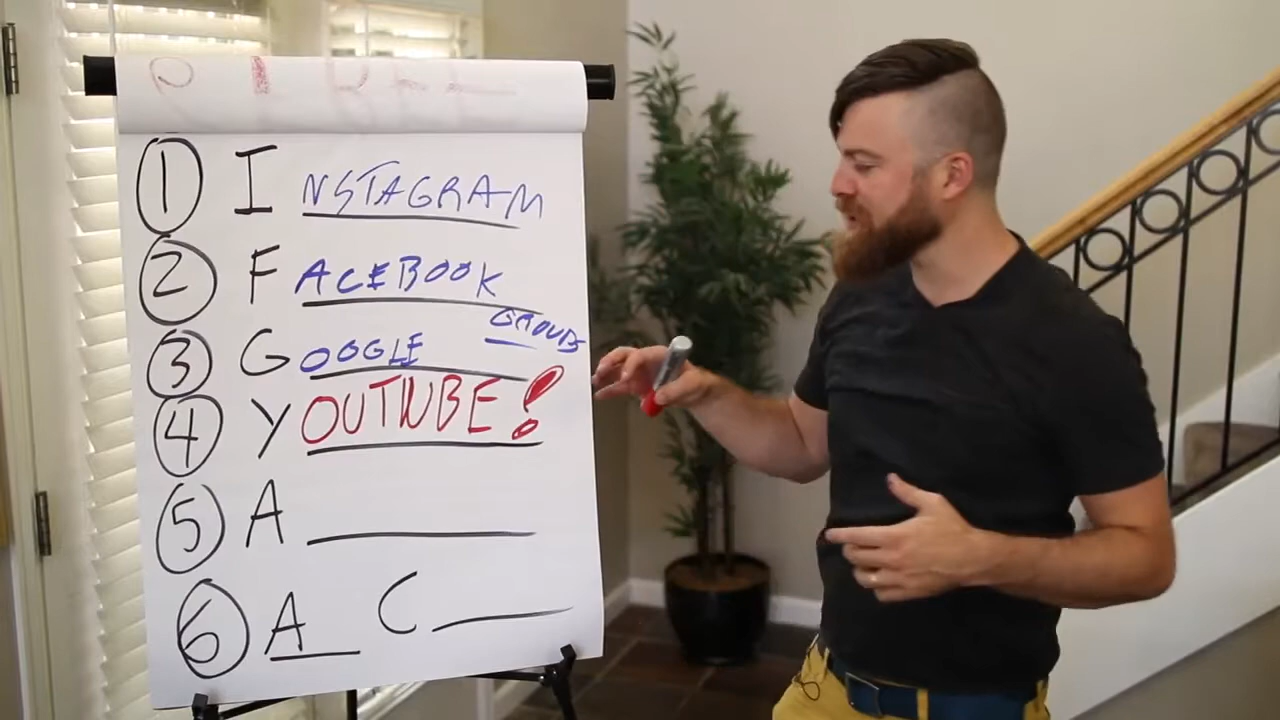 ① INSTAGRAM
② FACEBOOK
GROUPS
③ GOOGLE
④ YOUTUBE!
⑤ A
⑥ A C